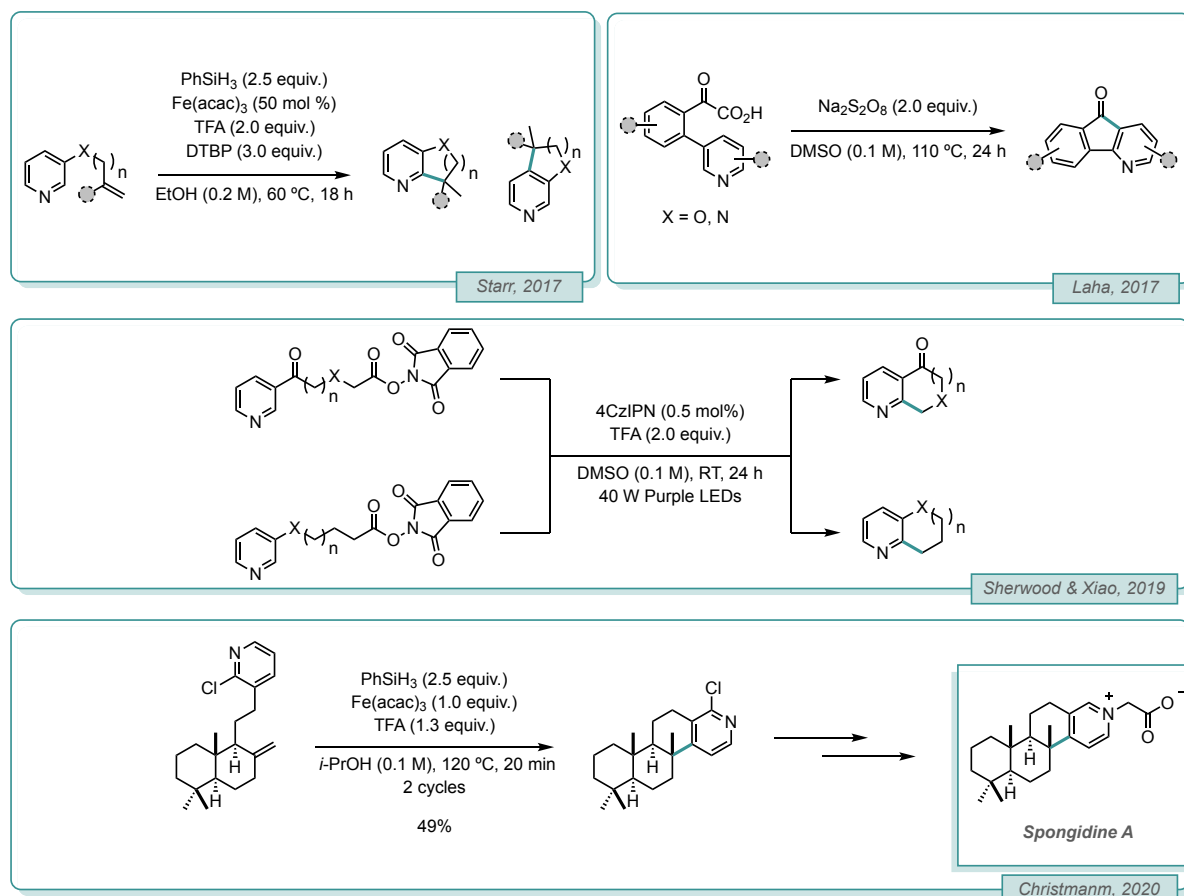 PhSiH3 (2.5 equiv.)
Fe(acac)3 (50 mol %)
TFA (2.0 equiv.)
DTBP (3.0 equiv.)
EtOH (0.2 M), 60 ºC, 18 h
X
N
( )n
X
N
( )n
( )n
X
N
Starr, 2017
O
CO2H
N
X = O, N
Na2S2O8 (2.0 equiv.)
DMSO (0.1 M), 110 ºC, 24 h
O
N
Laha, 2017
O
X
O
O
N
( )n
O
N
O
4CzIPN (0.5 mol%)
TFA (2.0 equiv.)
DMSO (0.1 M), RT, 24 h
40 W Purple LEDs
O
( )n
N
X
X
N
( )n
O
O
O
N
O
X
( )n
N
Sherwood & Xiao, 2019
N
Cl
H
H
PhSiH3 (2.5 equiv.)
Fe(acac)3 (1.0 equiv.)
TFA (1.3 equiv.)
i-PrOH (0.1 M), 120 ºC, 20 min
2 cycles
49%
Cl
N
H
H
N+
O−
O
H
H
Spongidine A
Christmanm, 2020